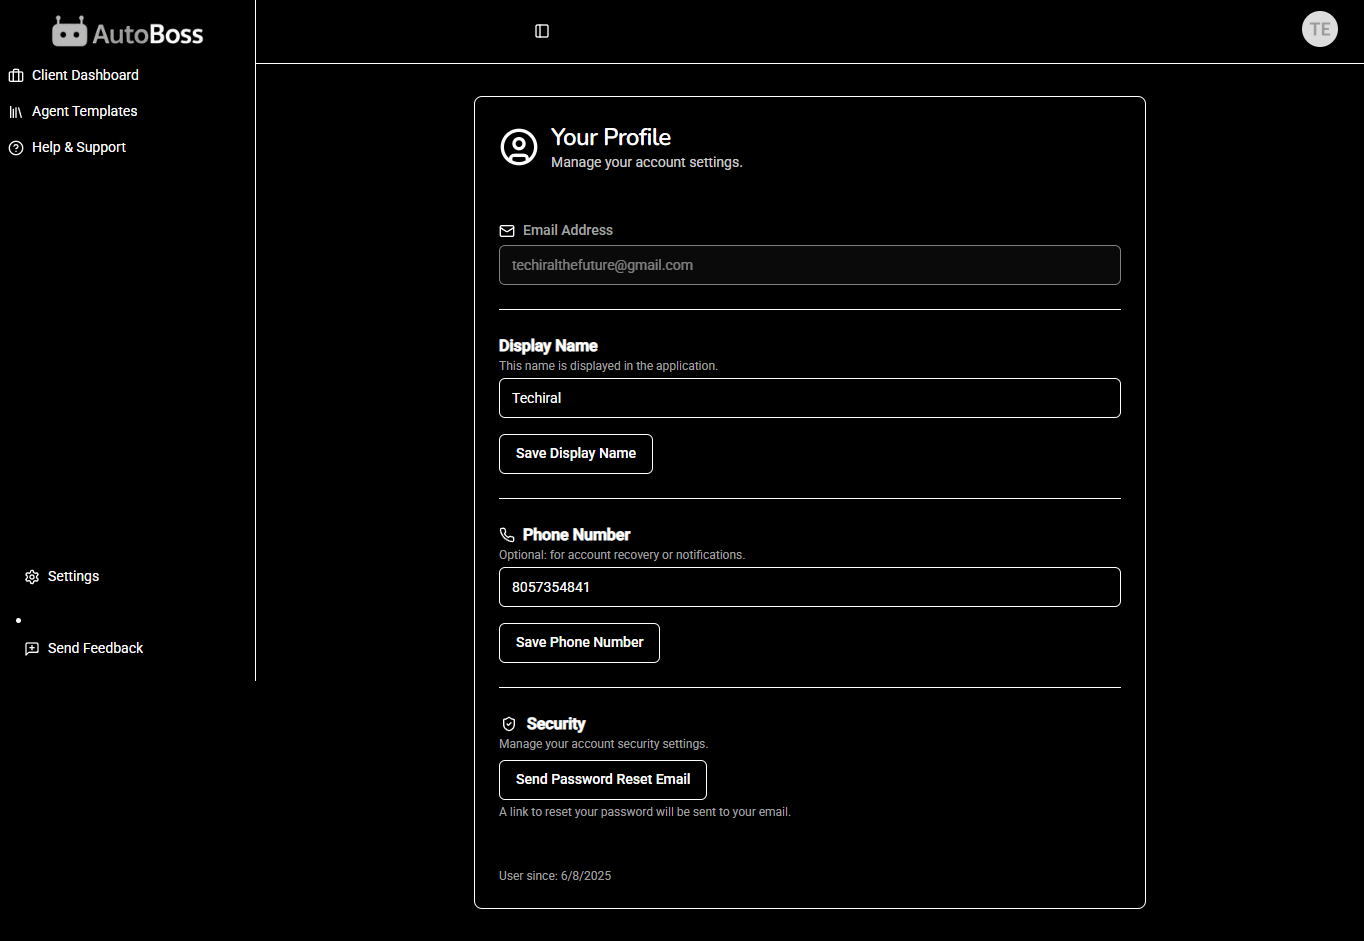 AutoBoss
TE
Client Dashboard
Agent Templates
Help & Support
Settings
Send Feedback
Your Profile
Manage your account settings.
Email Address
techiralthefuture@gmail.com
Display Name
This name is displayed in the application.
Techiral
Save Display Name
Phone Number
Optional: for account recovery or notifications.
8057354841
Save Phone Number
Security
Manage your account security settings.
Send Password Reset Email
A link to reset your password will be sent to your email.
User since: 6/8/2025